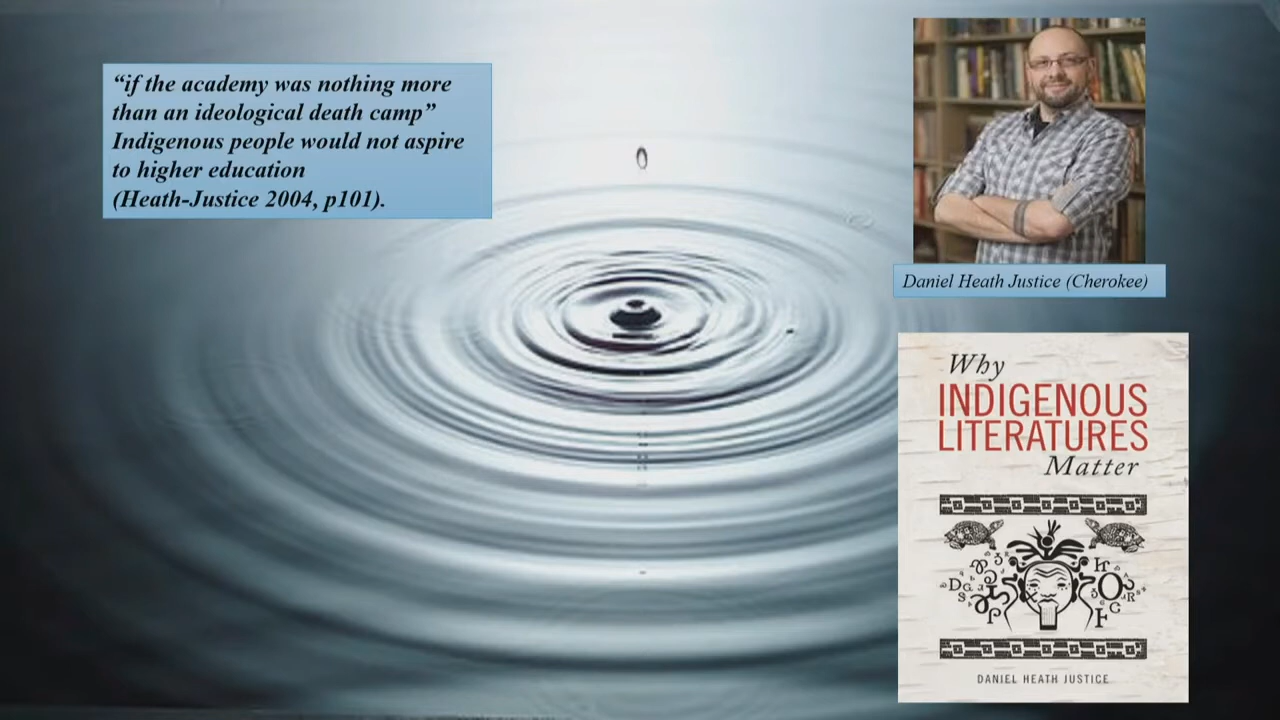 “if the academy was nothing more
than an ideological death camp”
Indigenous people would not aspire
to higher education
(Heath-Justice 2004, p101).
Daniel Heath Justice (Cherokee)
Why
INDIGENOUS
LITERATURES
Matter
DANIEL HEATH JUSTICE